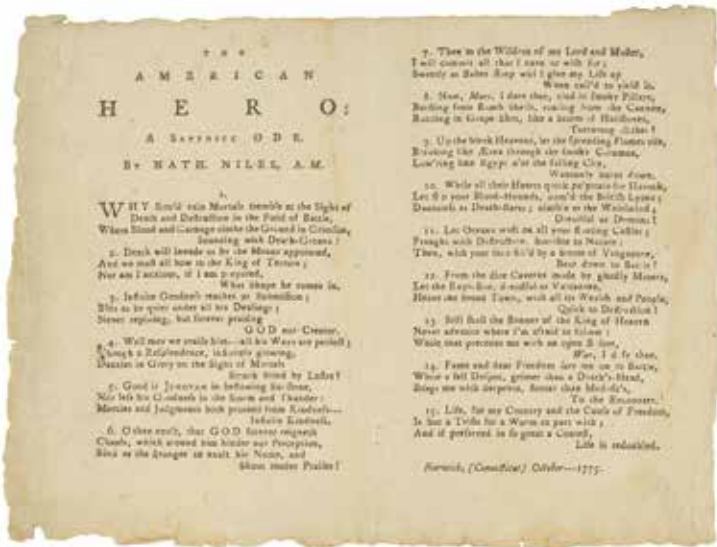 THE
AMERICAN
HERO:
A SAPPHICK ODE.
By NATH. NILES, A.M.
1.
WHY should vain Mortals tremble at the Sight of
Death and Destruction in the Field of Battle,
Where Blood and Carnage clothe the Ground in Crimson,
Sounding with Death-Groans!
2. Death will invade us by the Means appointed,
And we must all bow to the King of Terrors;
Nor am I anxious, if I am prepared,
What shape he comes in.
3. Infinite Goodness teaches us Submission;
Bids us be quiet under all his Dealings;
Never repining, but forever praising
GOD our Creator.
4. Well may we praise him—all his Ways are perfect;
Though a Resplendence, infinitely glowing,
Dazzles in Glory on the Sight of Mortals
Struck blind by Lustre!
5. Good is JEHOVAH in bestowing Sunshine,
Nor less his Goodness in the Storm and Thunder:
Mercies and Judgments both proceed from Kindness—
Infinite Kindness.
6. O then exult, that GOD forever reigneth
Clouds, which around him hinder our Perception,
Bind us the stronger to exalt his Name, and
Shout louder Praises!
7. Then to the Wisdom of my Lord and Master,
I will commit all that I have or wish for;
Sweetly as Babes sleep will I give my Life up
When call'd to yield it.
8. Now, Mars, I dare thee, clad in smoky Pillars,
Bursting from Bomb shells, roaring from the Cannon,
Rattling in Grape Shot, like a Storm of Hailstones,
Torturing Æther!
9. Up the bleak Heavens, let the spreading Flames rise,
Breaking like Ætna through the smoky Columns,
Low'ring like Egypt o'er the falling City,
Wantonly burnt down.
10. While all their Hearts quick palpitate for Havock,
Let slip your Blood-Hounds, nam'd the British Lyons;
Dauntless as Death-stares; nimble as the Whirlwind;
Dreadful as Demons!
11. Let Oceans waft on all your floating Castles;
Fraught with Destruction, horrible to Nature:
Then, with your Sails fill'd by a Storm of Vengeance,
Bear down to Battle!
12. From the dire Caverns made by ghostly Miners,
Let the Explosion, dreadful as Vulcanoes,
Heave the broad Town, with all its Wealth and People,
Quick to Destruction!
13. Still shall the Banner of the King of Heaven
Never advance where I'm afraid to follow:
While that precedes me with an open Bosom,
War, I defy thee.
14. Fame and dear Freedom lure me on to Battle,
While a fell Despot, grimmer than a Death's-Head,
Stings me with Serpents, fiercer than Medusa's,
To the Encounter.
15. Life, for my Country and the Cause of Freedom,
Is but a Trifle for a Worm to part with;
And if preserved in so great a Contest,
Life is redoubled.
Norwich, (Connecticut) October—1775.